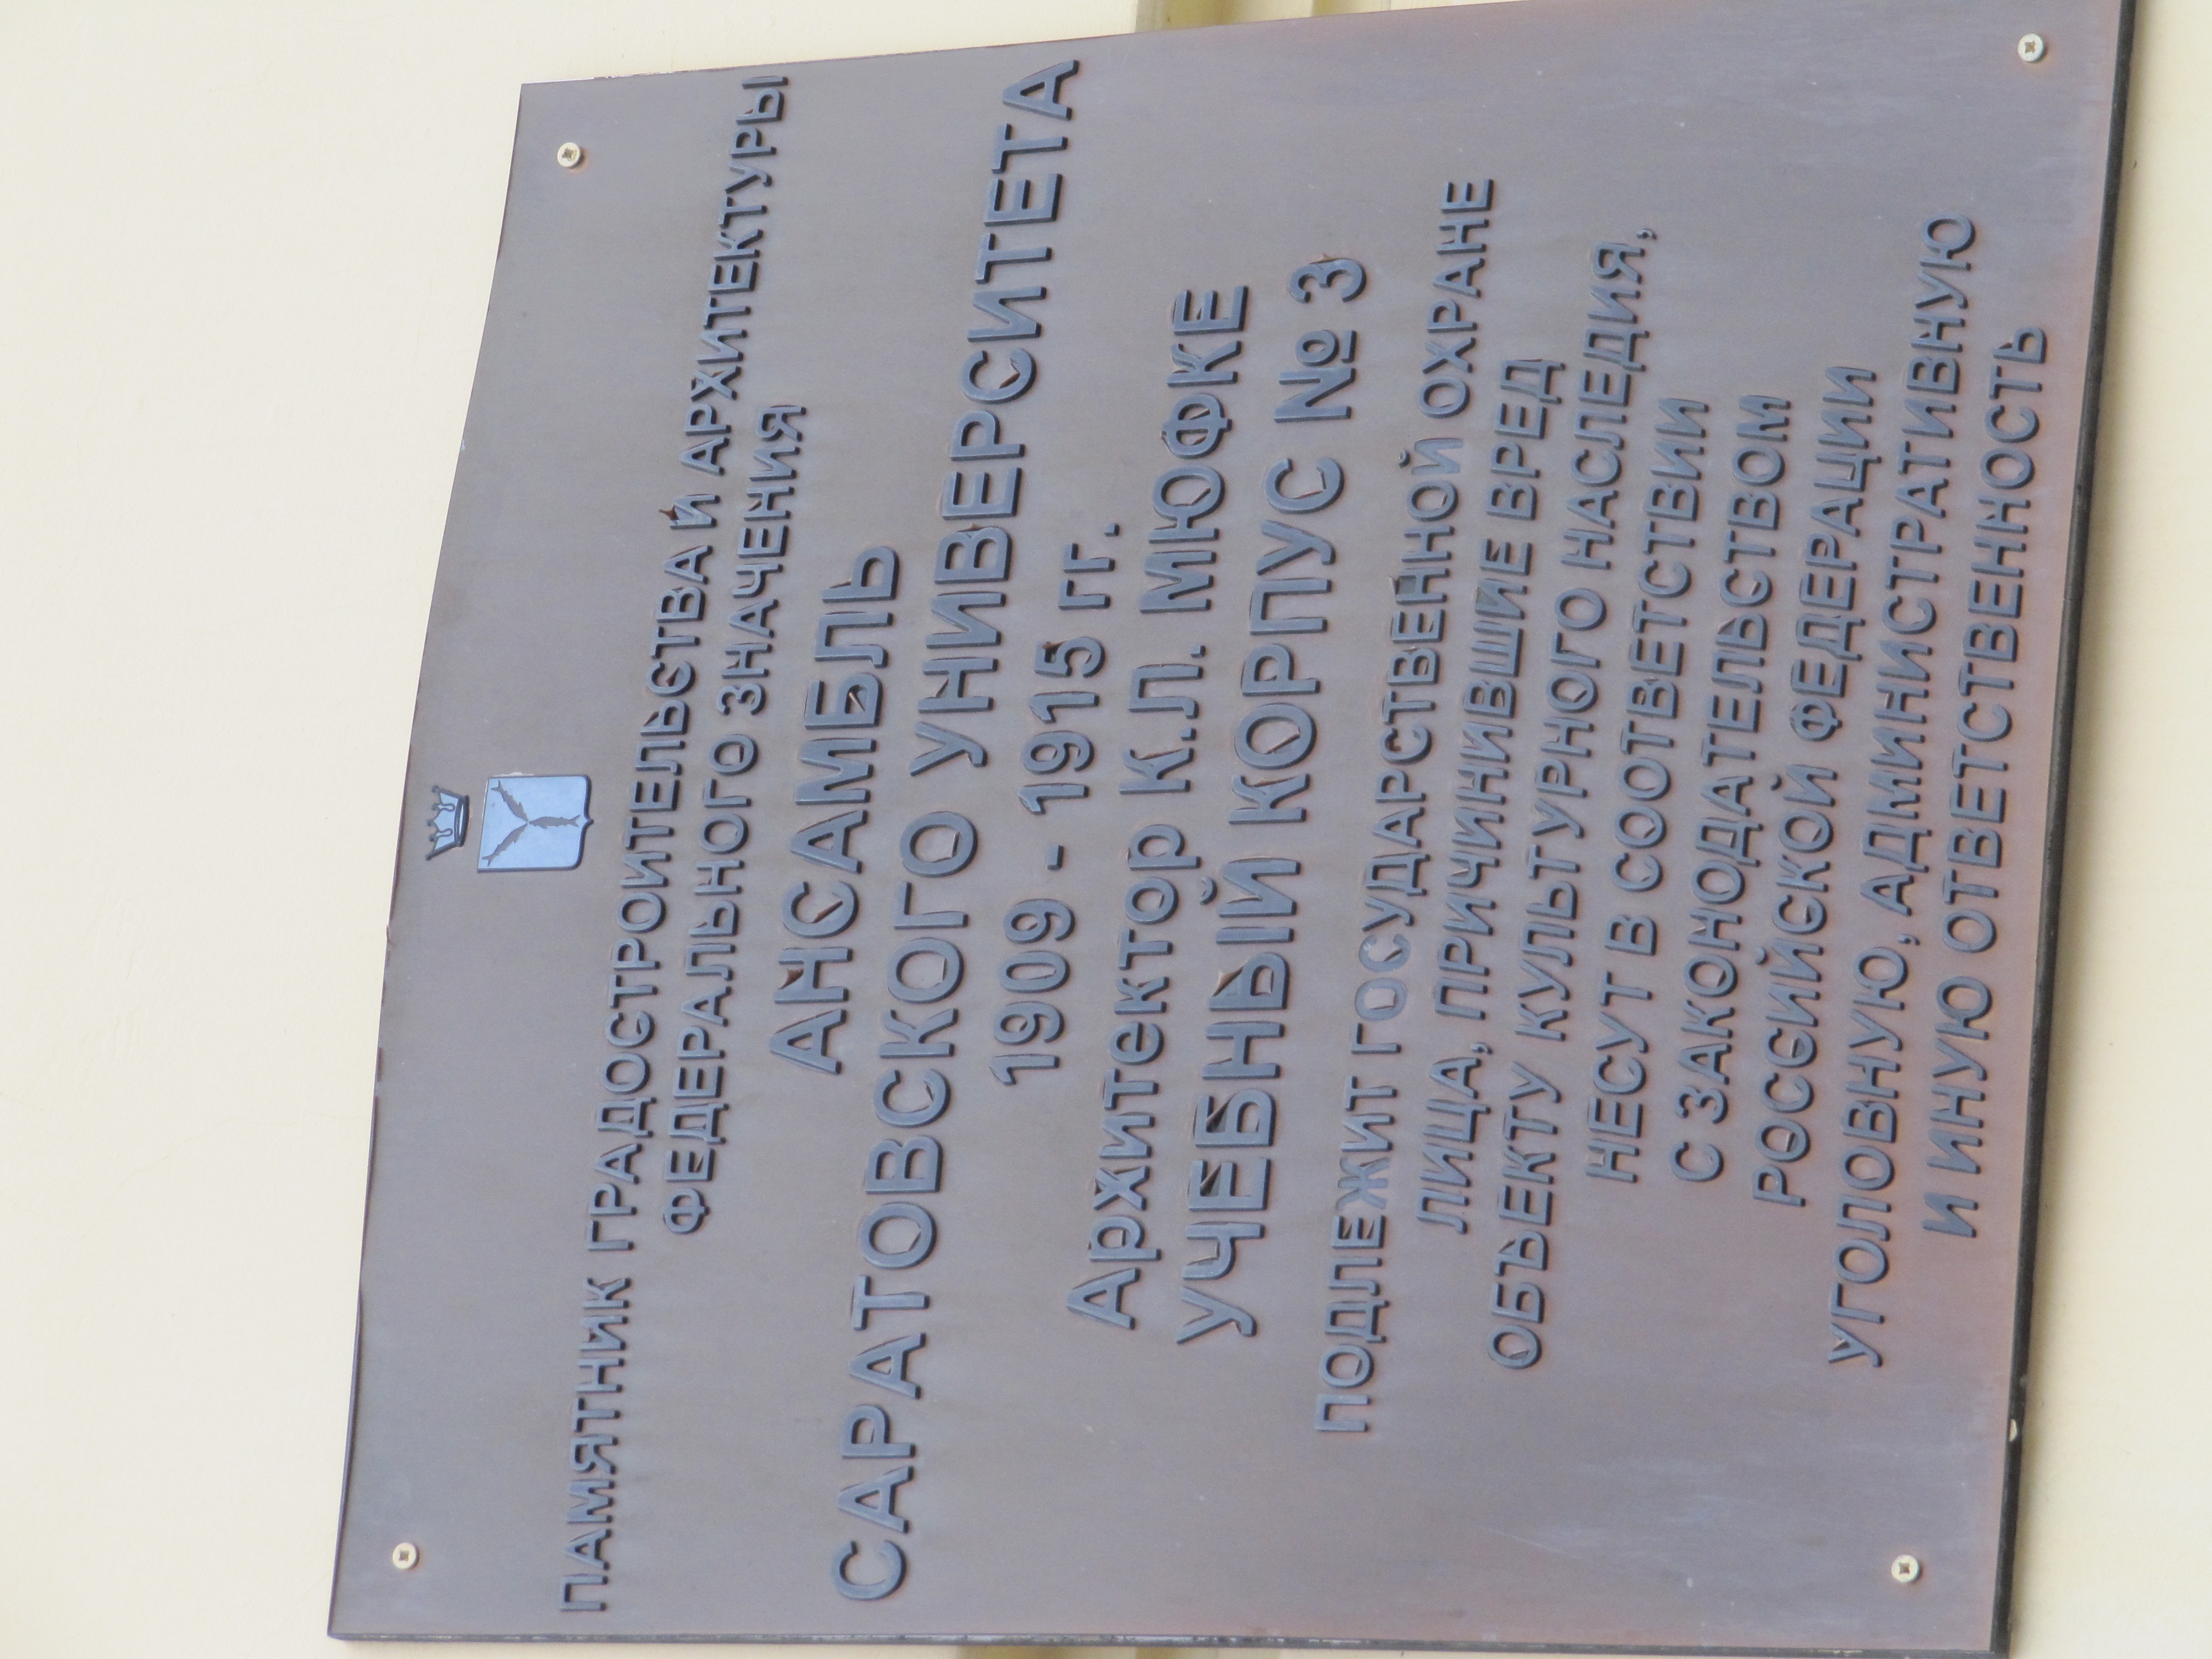 ПАМЯТНИК ГРАДОСТРОИТЕЛЬСТВА И АРХИТЕКТУРЫ
ФЕДЕРАЛЬНОГО ЗНАЧЕНИЯ
АНСАМБЛЬ
САРАТОВСКОГО УНИВЕРСИТЕТА
1909 - 1915 гг.
Архитектор К.Л. МЮФКЕ
УЧЕБНЫЙ КОРПУС № 3
ПОДЛЕЖИТ ГОСУДАРСТВЕННОЙ ОХРАНЕ
ЛИЦА, ПРИЧИНИВШИЕ ВРЕД
ОБЪЕКТУ КУЛЬТУРНОГО НАСЛЕДИЯ,
НЕСУТ В СООТВЕТСТВИИ
С ЗАКОНОДАТЕЛЬСТВОМ
РОССИЙСКОЙ ФЕДЕРАЦИИ
УГОЛОВНУЮ, АДМИНИСТРАТИВНУЮ
И ИНУЮ ОТВЕТСТВЕННОСТЬ